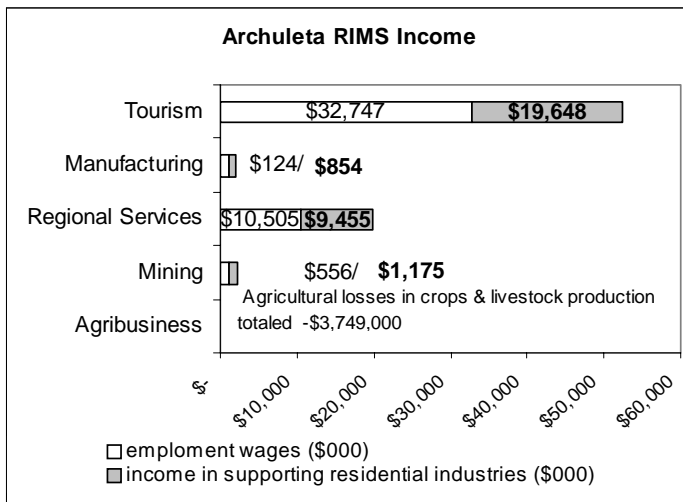 Archuleta RIMS Income
Tourism $32,747 $19,648
Manufacturing $124/ $854
Regional Services $10,505 $9,455
Mining $556/ $1,175
Agricultural losses in crops & livestock production
Agribusiness totaled -$3,749,000
$- $10,000 $20,000 $30,000 $40,000 $50,000 $60,000
emploment wages ($000)
income in supporting residential industries ($000)